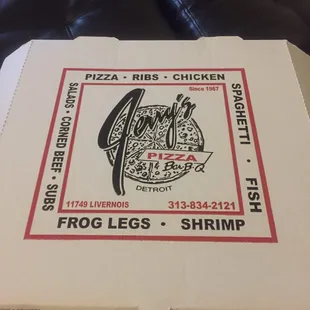 PIZZA • RIBS • CHICKEN
Since 1967
Jerry's
PIZZA
& Bar-B-Q
DETROIT
11749 LIVERNOIS
313-834-2121
SPAGHETTI • FISH
FROG LEGS • SHRIMP
SALADS • CORNED BEEF • SUBS